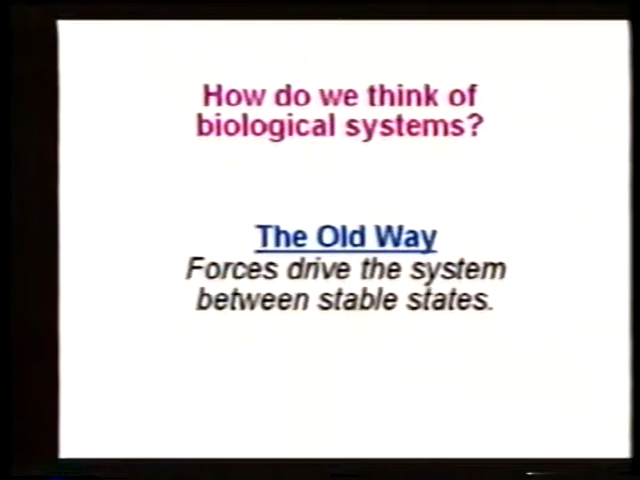 How do we think of
biological systems?
The Old Way
Forces drive the system
between stable states.